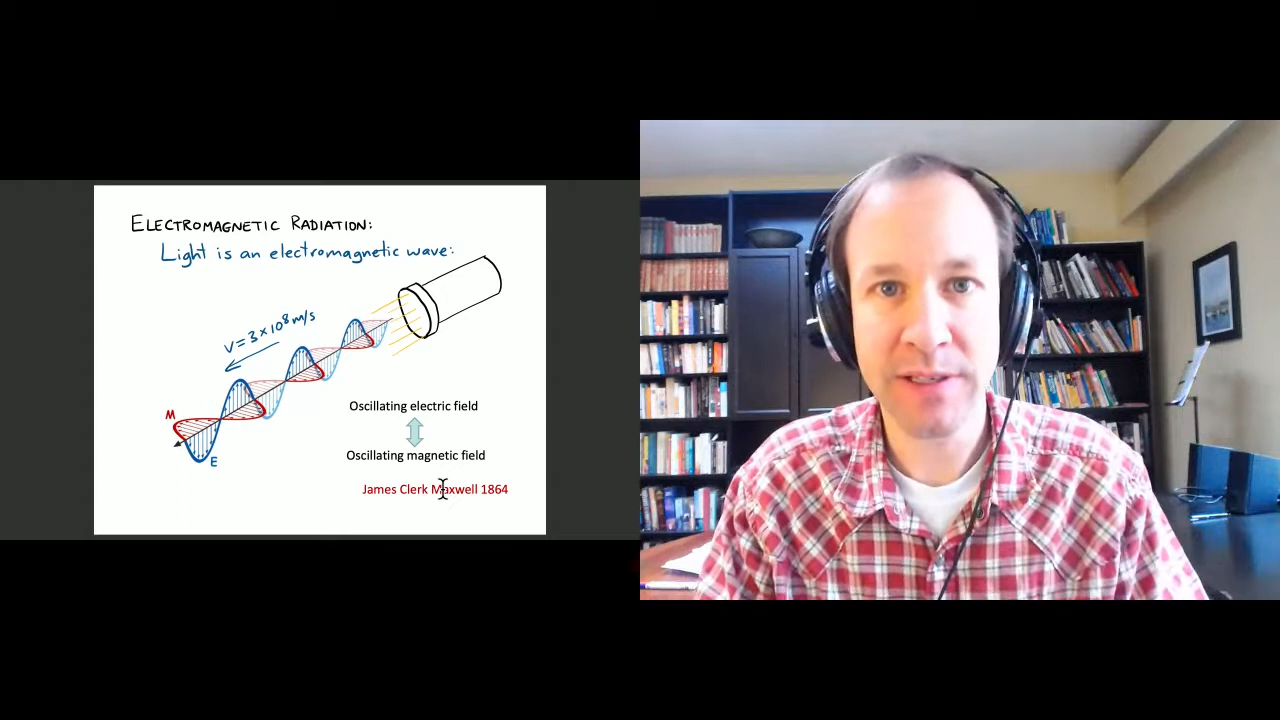 ELECTROMAGNETIC RADIATION:
Light is an electromagnetic wave:
v = 3 × 10⁸ m/s
M
E
Oscillating electric field
Oscillating magnetic field
James Clerk Maxwell 1864